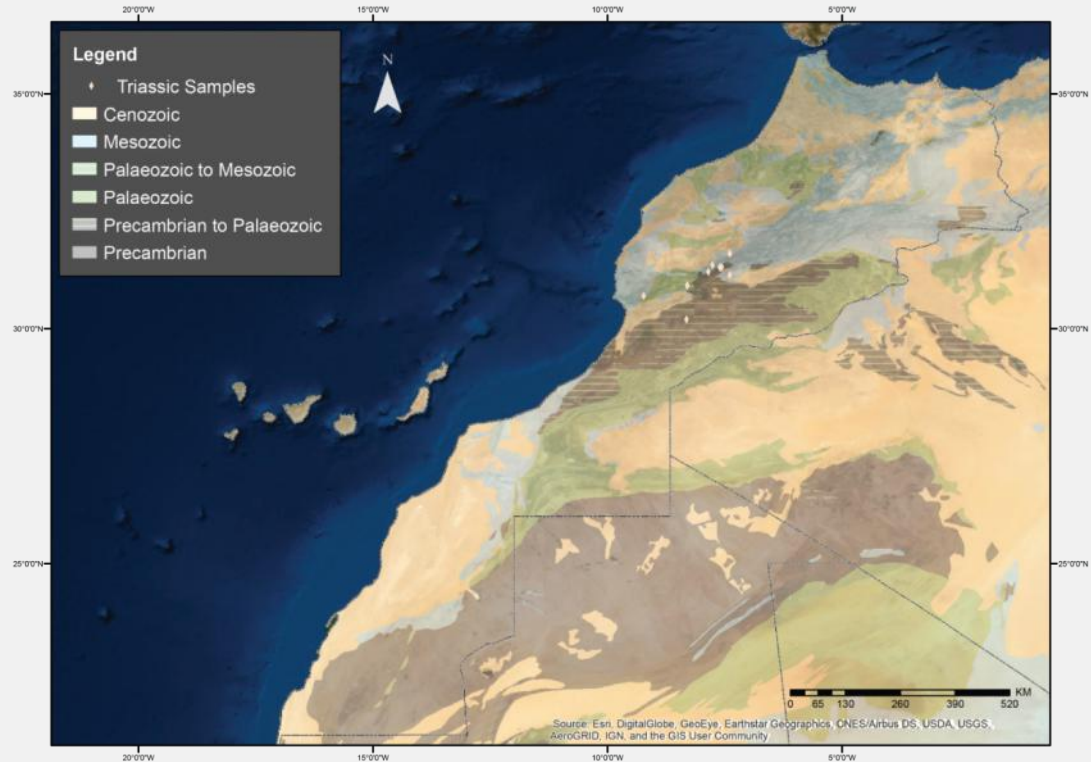 20°0'0"W 15°0'0"W 10°0'0"W 5°0'0"W
Legend
Triassic Samples
Cenozoic
Mesozoic
Palaeozoic to Mesozoic
Palaeozoic
Precambrian to Palaeozoic
Precambrian
N
35°0'0"N 35°0'0"N
30°0'0"N 30°0'0"N
25°0'0"N 25°0'0"N
KM
0 65 130 260 390 520
Source: Esri, DigitalGlobe, GeoEye, Earthstar Geographics, CNES/Airbus DS, USDA, USGS,
AeroGRID, IGN, and the GIS User Community
20°0'0"W 15°0'0"W 10°0'0"W 5°0'0"W